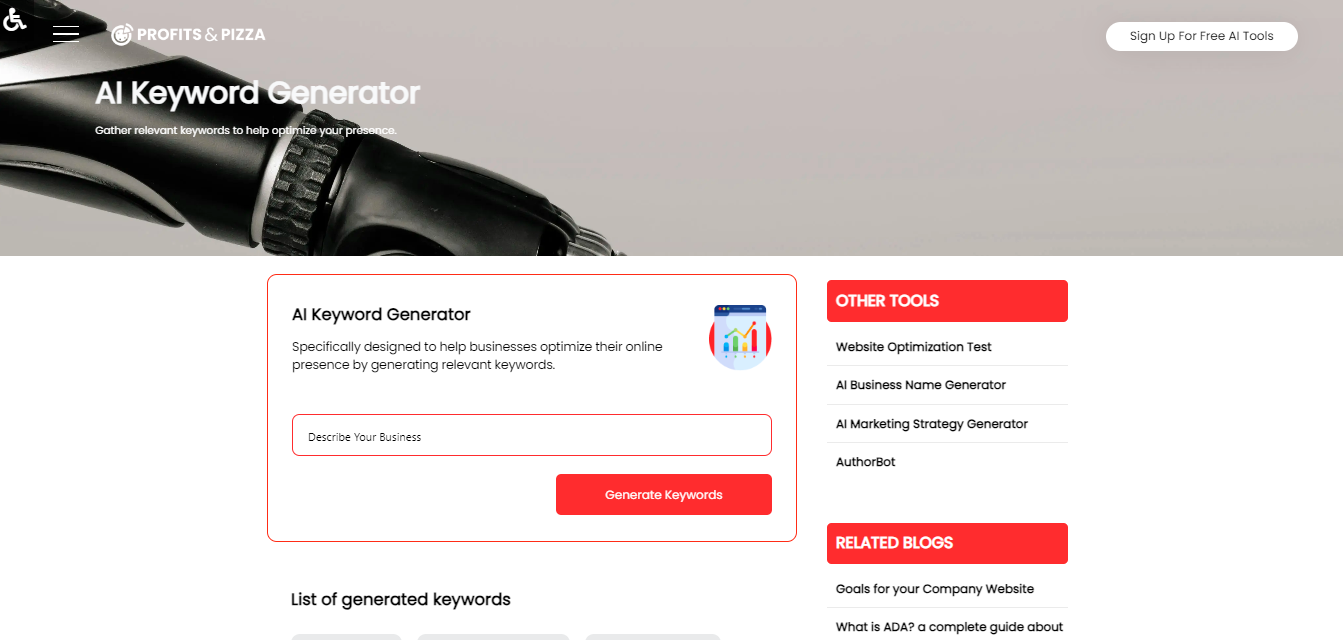 PROFITS & PIZZA
Sign Up For Free AI Tools
AI Keyword Generator
Gather relevant keywords to help optimize your presence.
AI Keyword Generator
Specifically designed to help businesses optimize their online
presence by generating relevant keywords.
Describe Your Business
Generate Keywords
List of generated keywords
OTHER TOOLS
Website Optimization Test
AI Business Name Generator
AI Marketing Strategy Generator
AuthorBot
RELATED BLOGS
Goals for your Company Website
What is ADA? a complete guide about